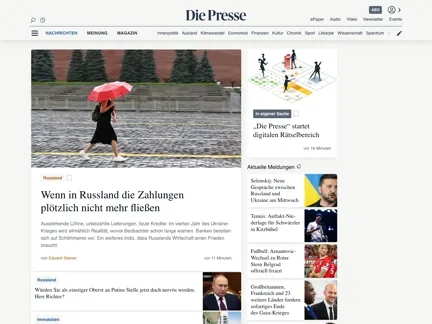 Die Presse
ABO
ePaper Audio Video Newsletter Events
NACHRICHTEN MEINUNG MAGAZIN
Innenpolitik Ausland Klimawandel Economist Finanzen Kultur Chronik Sport Lifestyle Wissenschaft Spectrum
Russland
Wenn in Russland die Zahlungen
plötzlich nicht mehr fließen
Ausstehende Löhne, unbezahlte Lieferungen, faule Kredite: Im vierten Jahr des Ukraine-
Krieges wird allmählich Realität, wovor Beobachter schon lange warnen. Banken bereiten
sich auf Schlimmeres vor. Ein weiteres Indiz, dass Russlands Wirtschaft einen Frieden
braucht.
von Eduard Steiner
vor 11 Minuten
Russland
Würden Sie als einstiger Oberst an Putins Stelle jetzt doch nervös werden,
Herr Richter?
Immobilien
In eigener Sache
„Die Presse“ startet
digitalen Rätselbereich
vor 16 Minuten
Aktuelle Meldungen
Selenskij: Neue
Gespräche zwischen
Russland und
Ukraine am Mittwoch
Tennis: Auftakt-Nieder-
lage für Schwärzler in
Kitzbühel
Fußball: Arnautovic-
Wechsel zu Roter
Stern Belgrad
offiziell fixiert
Großbritannien,
Frankreich und 23
weitere Länder fordern
sofortiges Ende
des Gaza-Krieges